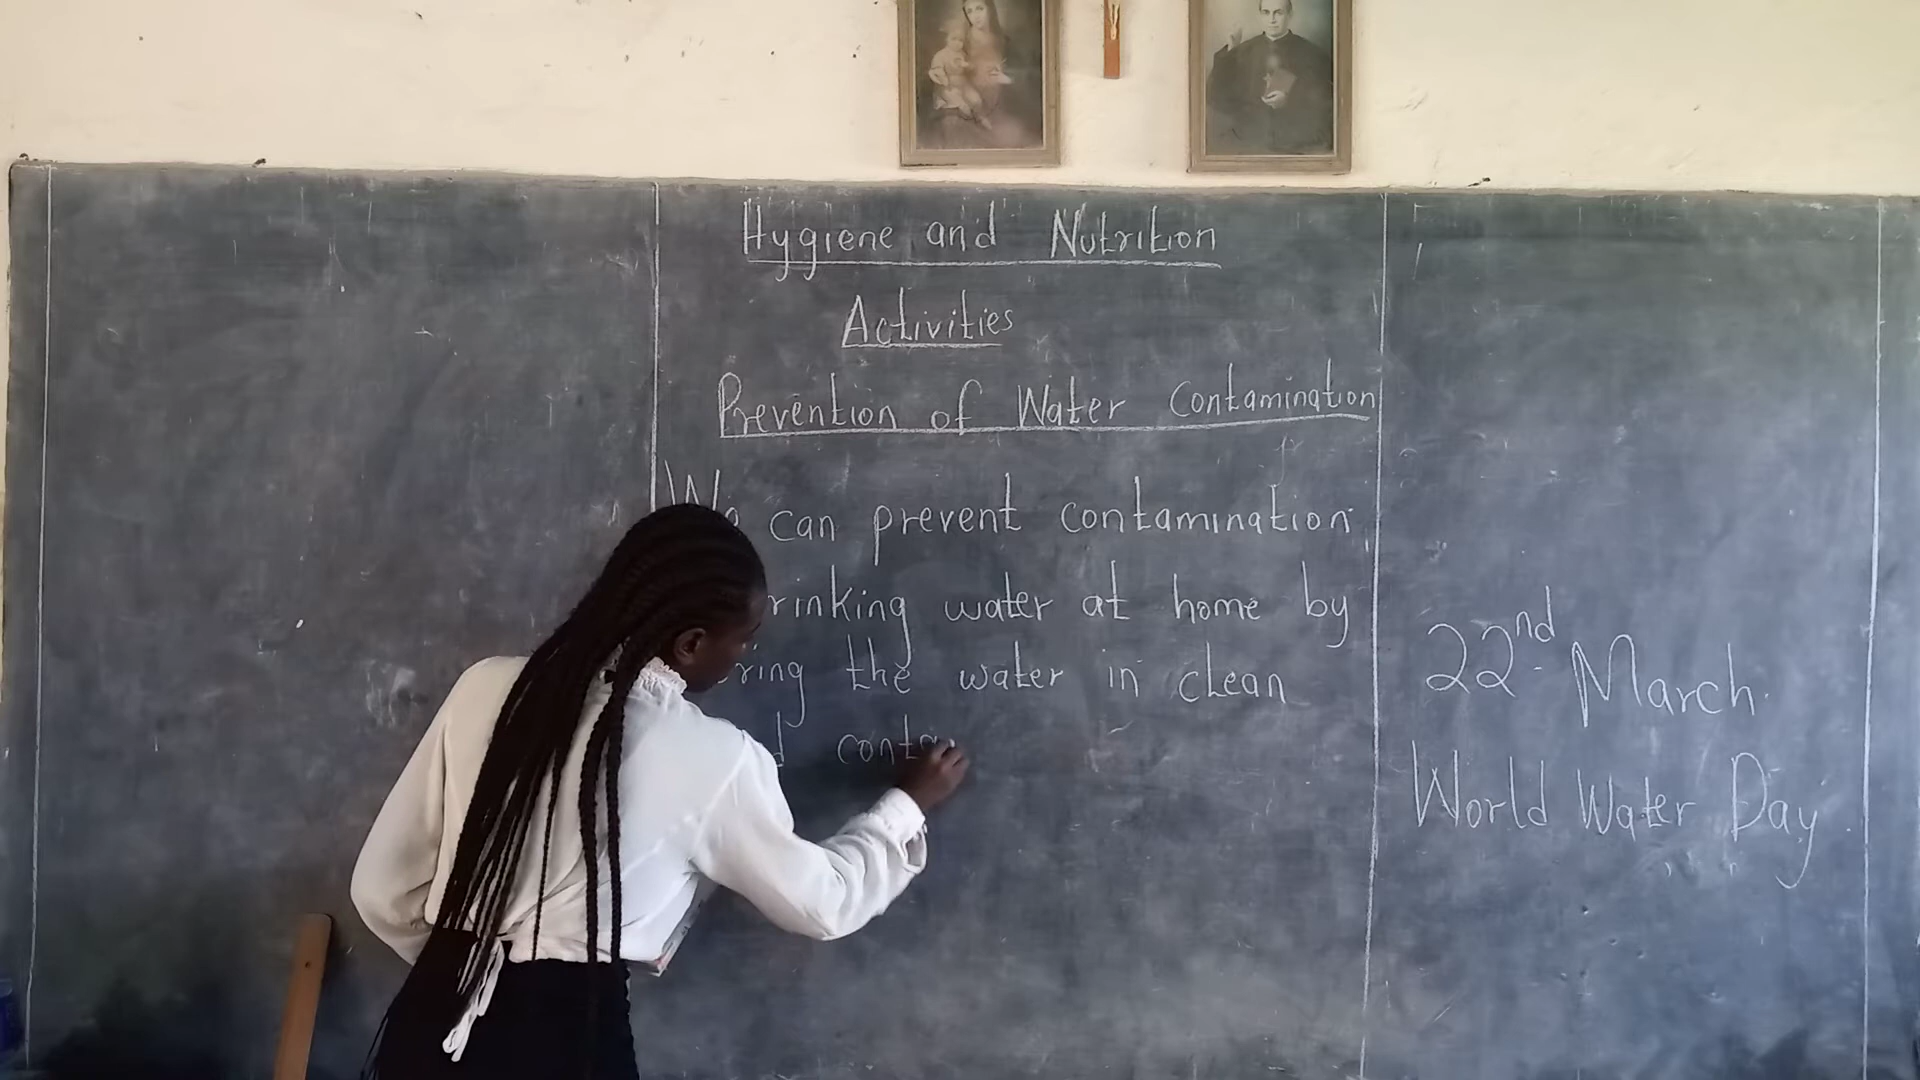 Hygiene and Nutrition
Activities
Prevention of Water Contamination
We can prevent contamination
rinking water at home by
ring the water in clean
d conta
22nd March
World Water Day